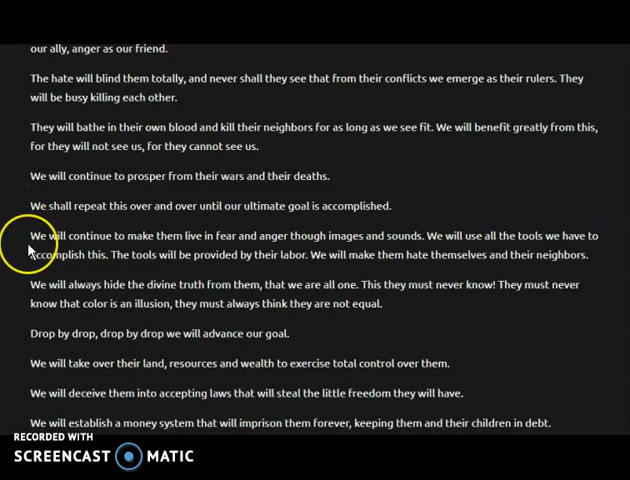 our ally, anger as our friend.
The hate will blind them totally, and never shall they see that from their conflicts we emerge as their rulers. They
will be busy killing each other.
They will bathe in their own blood and kill their neighbors for as long as we see fit. We will benefit greatly from this,
for they will not see us, for they cannot see us.
We will continue to prosper from their wars and their deaths.
We shall repeat this over and over until our ultimate goal is accomplished.
We will continue to make them live in fear and anger though images and sounds. We will use all the tools we have to
accomplish this. The tools will be provided by their labor. We will make them hate themselves and their neighbors.
We will always hide the divine truth from them, that we are all one. This they must never know! They must never
know that color is an illusion, they must always think they are not equal.
Drop by drop, drop by drop we will advance our goal.
We will take over their land, resources and wealth to exercise total control over them.
We will deceive them into accepting laws that will steal the little freedom they will have.
We will establish a money system that will imprison them forever, keeping them and their children in debt.
RECORDED WITH
SCREENCAST MATIC